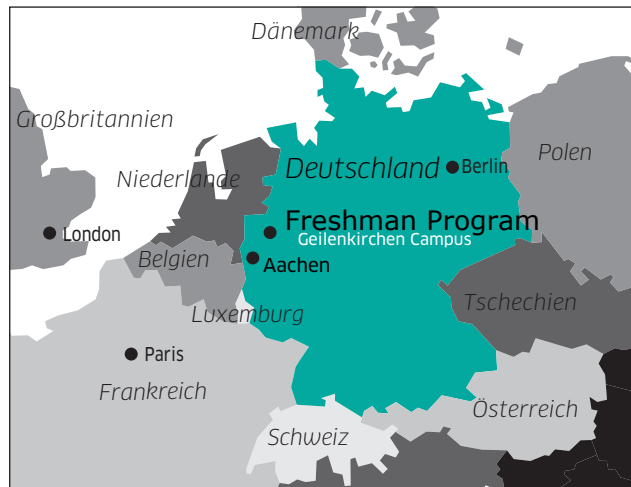 Dänemark
Großbritannien
Polen
Niederlande
Deutschland
Berlin
Freshman Program
Geilenkirchen Campus
London
Belgien
Aachen
Tschechien
Luxemburg
Paris
Frankreich
Österreich
Schweiz